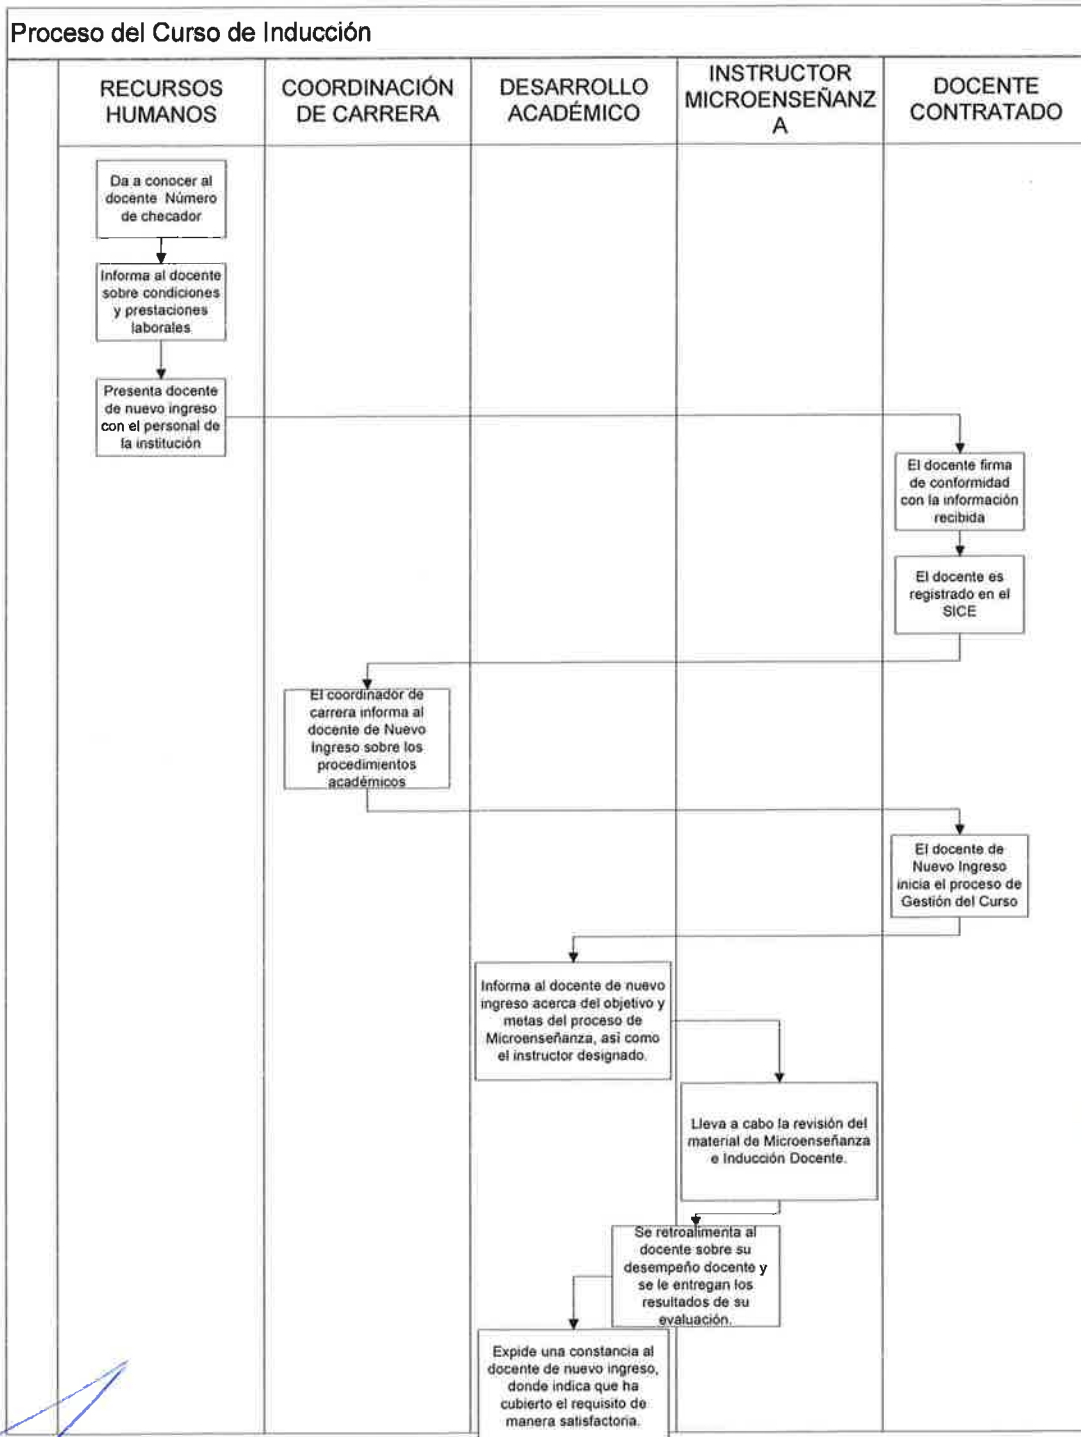 Proceso del Curso de Inducción
RECURSOS
HUMANOS
COORDINACIÓN
DE CARRERA
DESARROLLO
ACADÉMICO
INSTRUCTOR
MICROENSEÑANZ
A
DOCENTE
CONTRATADO
Da a conocer al
docente Número
de checador
Informa al docente
sobre condiciones
y prestaciones
laborales
Presenta docente
de nuevo ingreso
con el personal de
la institución
El docente firma
de conformidad
con la información
recibida
El docente es
registrado en el
SICE
El coordinador de
carrera informa al
docente de Nuevo
Ingreso sobre los
procedimientos
académicos
El docente de
Nuevo Ingreso
inicia el proceso de
Gestión del Curso
Informa al docente de nuevo
ingreso acerca del objetivo y
metas del proceso de
Microenseñanza, así como
el instructor designado.
Lleva a cabo la revisión del
material de Microenseñanza
e Inducción Docente.
Se retroalimenta al
docente sobre su
desempeño docente y
se le entregan los
resultados de su
evaluación.
Expide una constancia al
docente de nuevo ingreso,
donde indica que ha
cubierto el requisito de
manera satisfactoria.